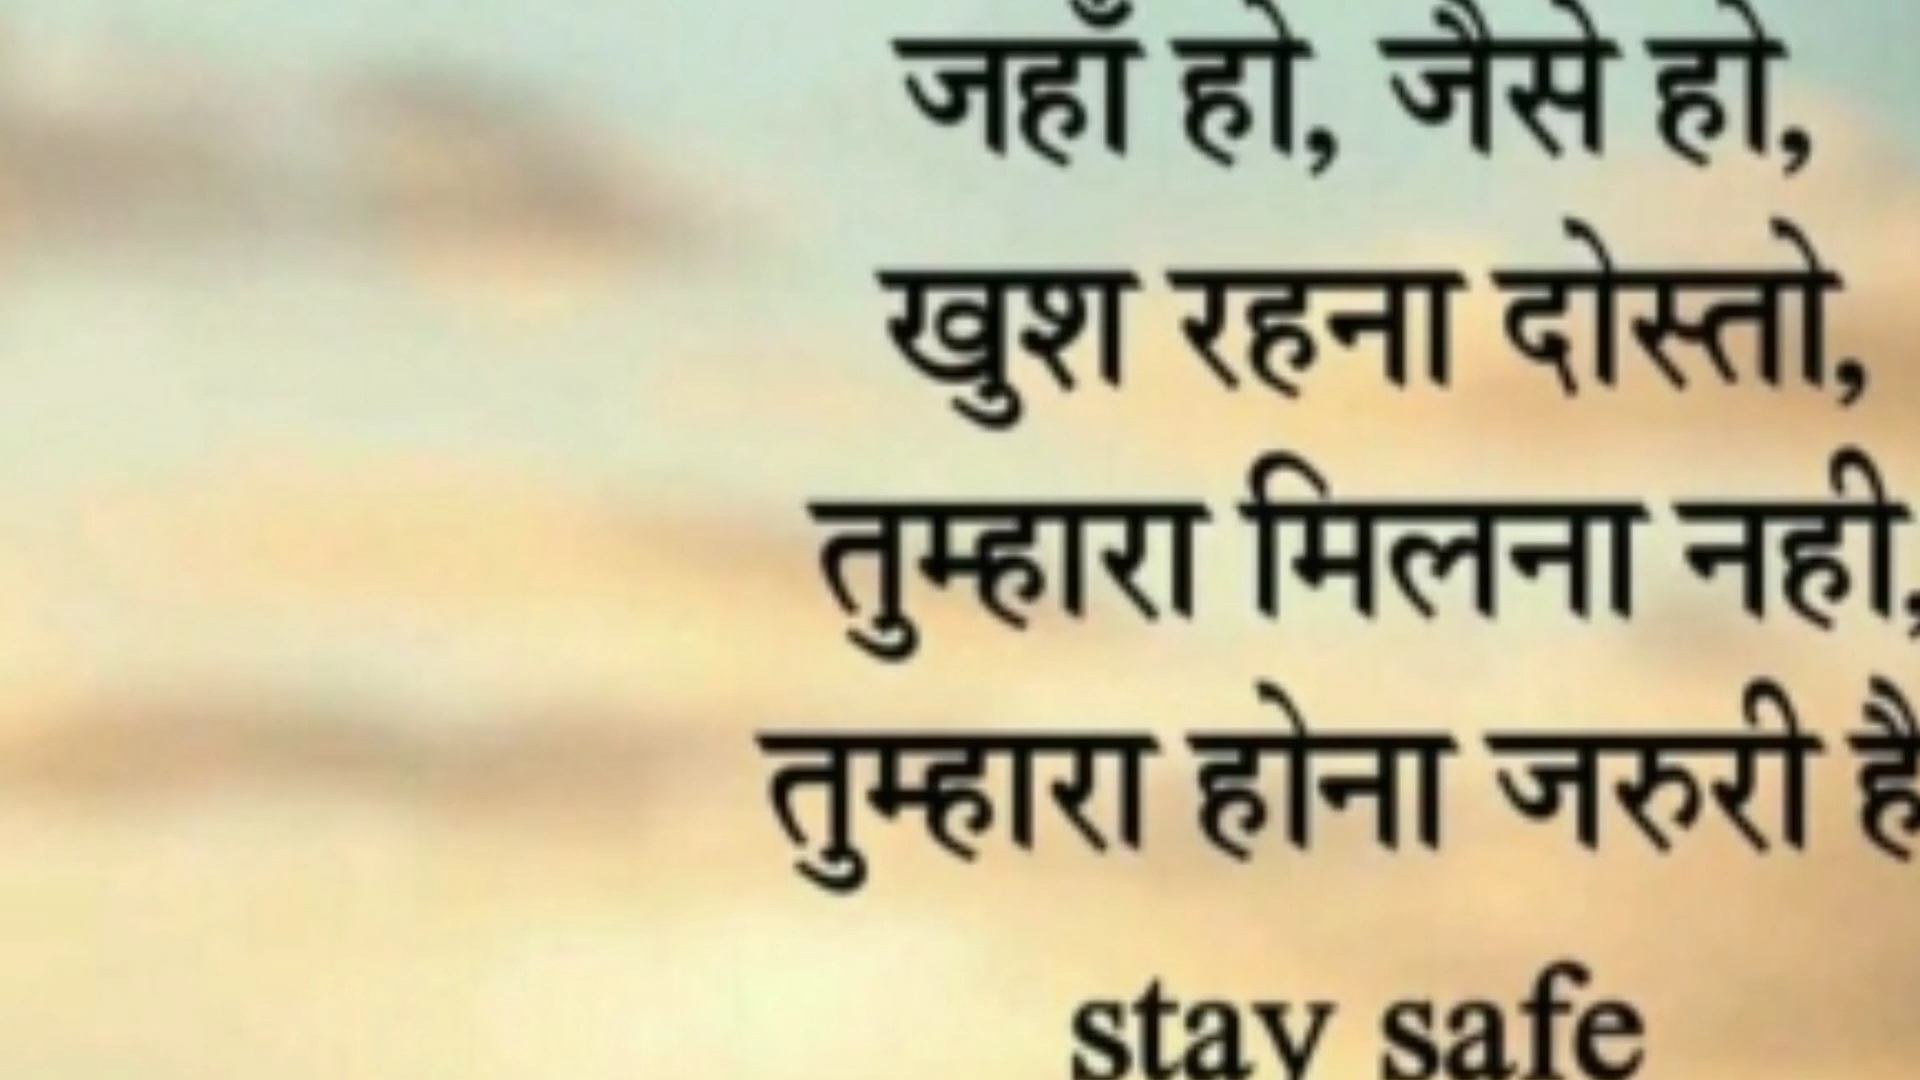 जहाँ हो, जैसे हो,
खुश रहना दोस्तो,
तुम्हारा मिलना नही,
तुम्हारा होना जरुरी है
stay safe